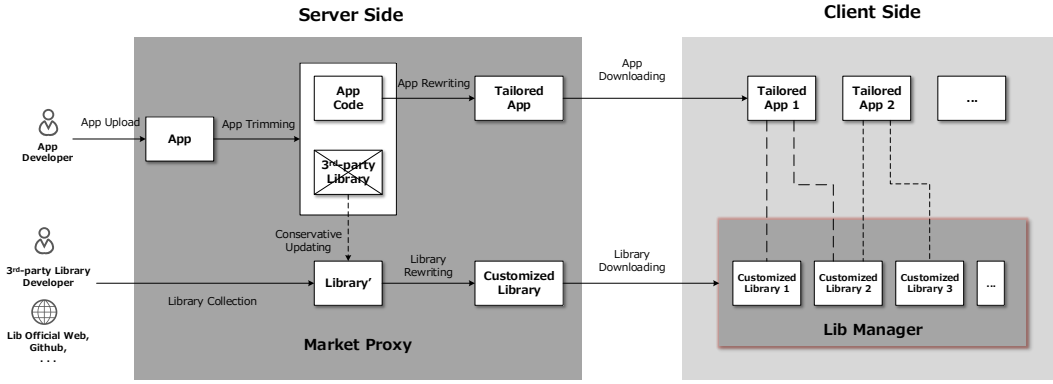 Server Side
Client Side
App
Developer
App Upload
App
App Trimming
App
Code
3rd-party
Library
App Rewriting
Tailored
App
App
Downloading
Tailored
App 1
Tailored
App 2
...
Conservative
Updating
3rd-party Library
Developer
Lib Official Web,
Github,
. . .
Library Collection
Library’
Library
Rewriting
Customized
Library
Library
Downloading
Customized
Library 1
Customized
Library 2
Customized
Library 3
...
Market Proxy
Lib Manager